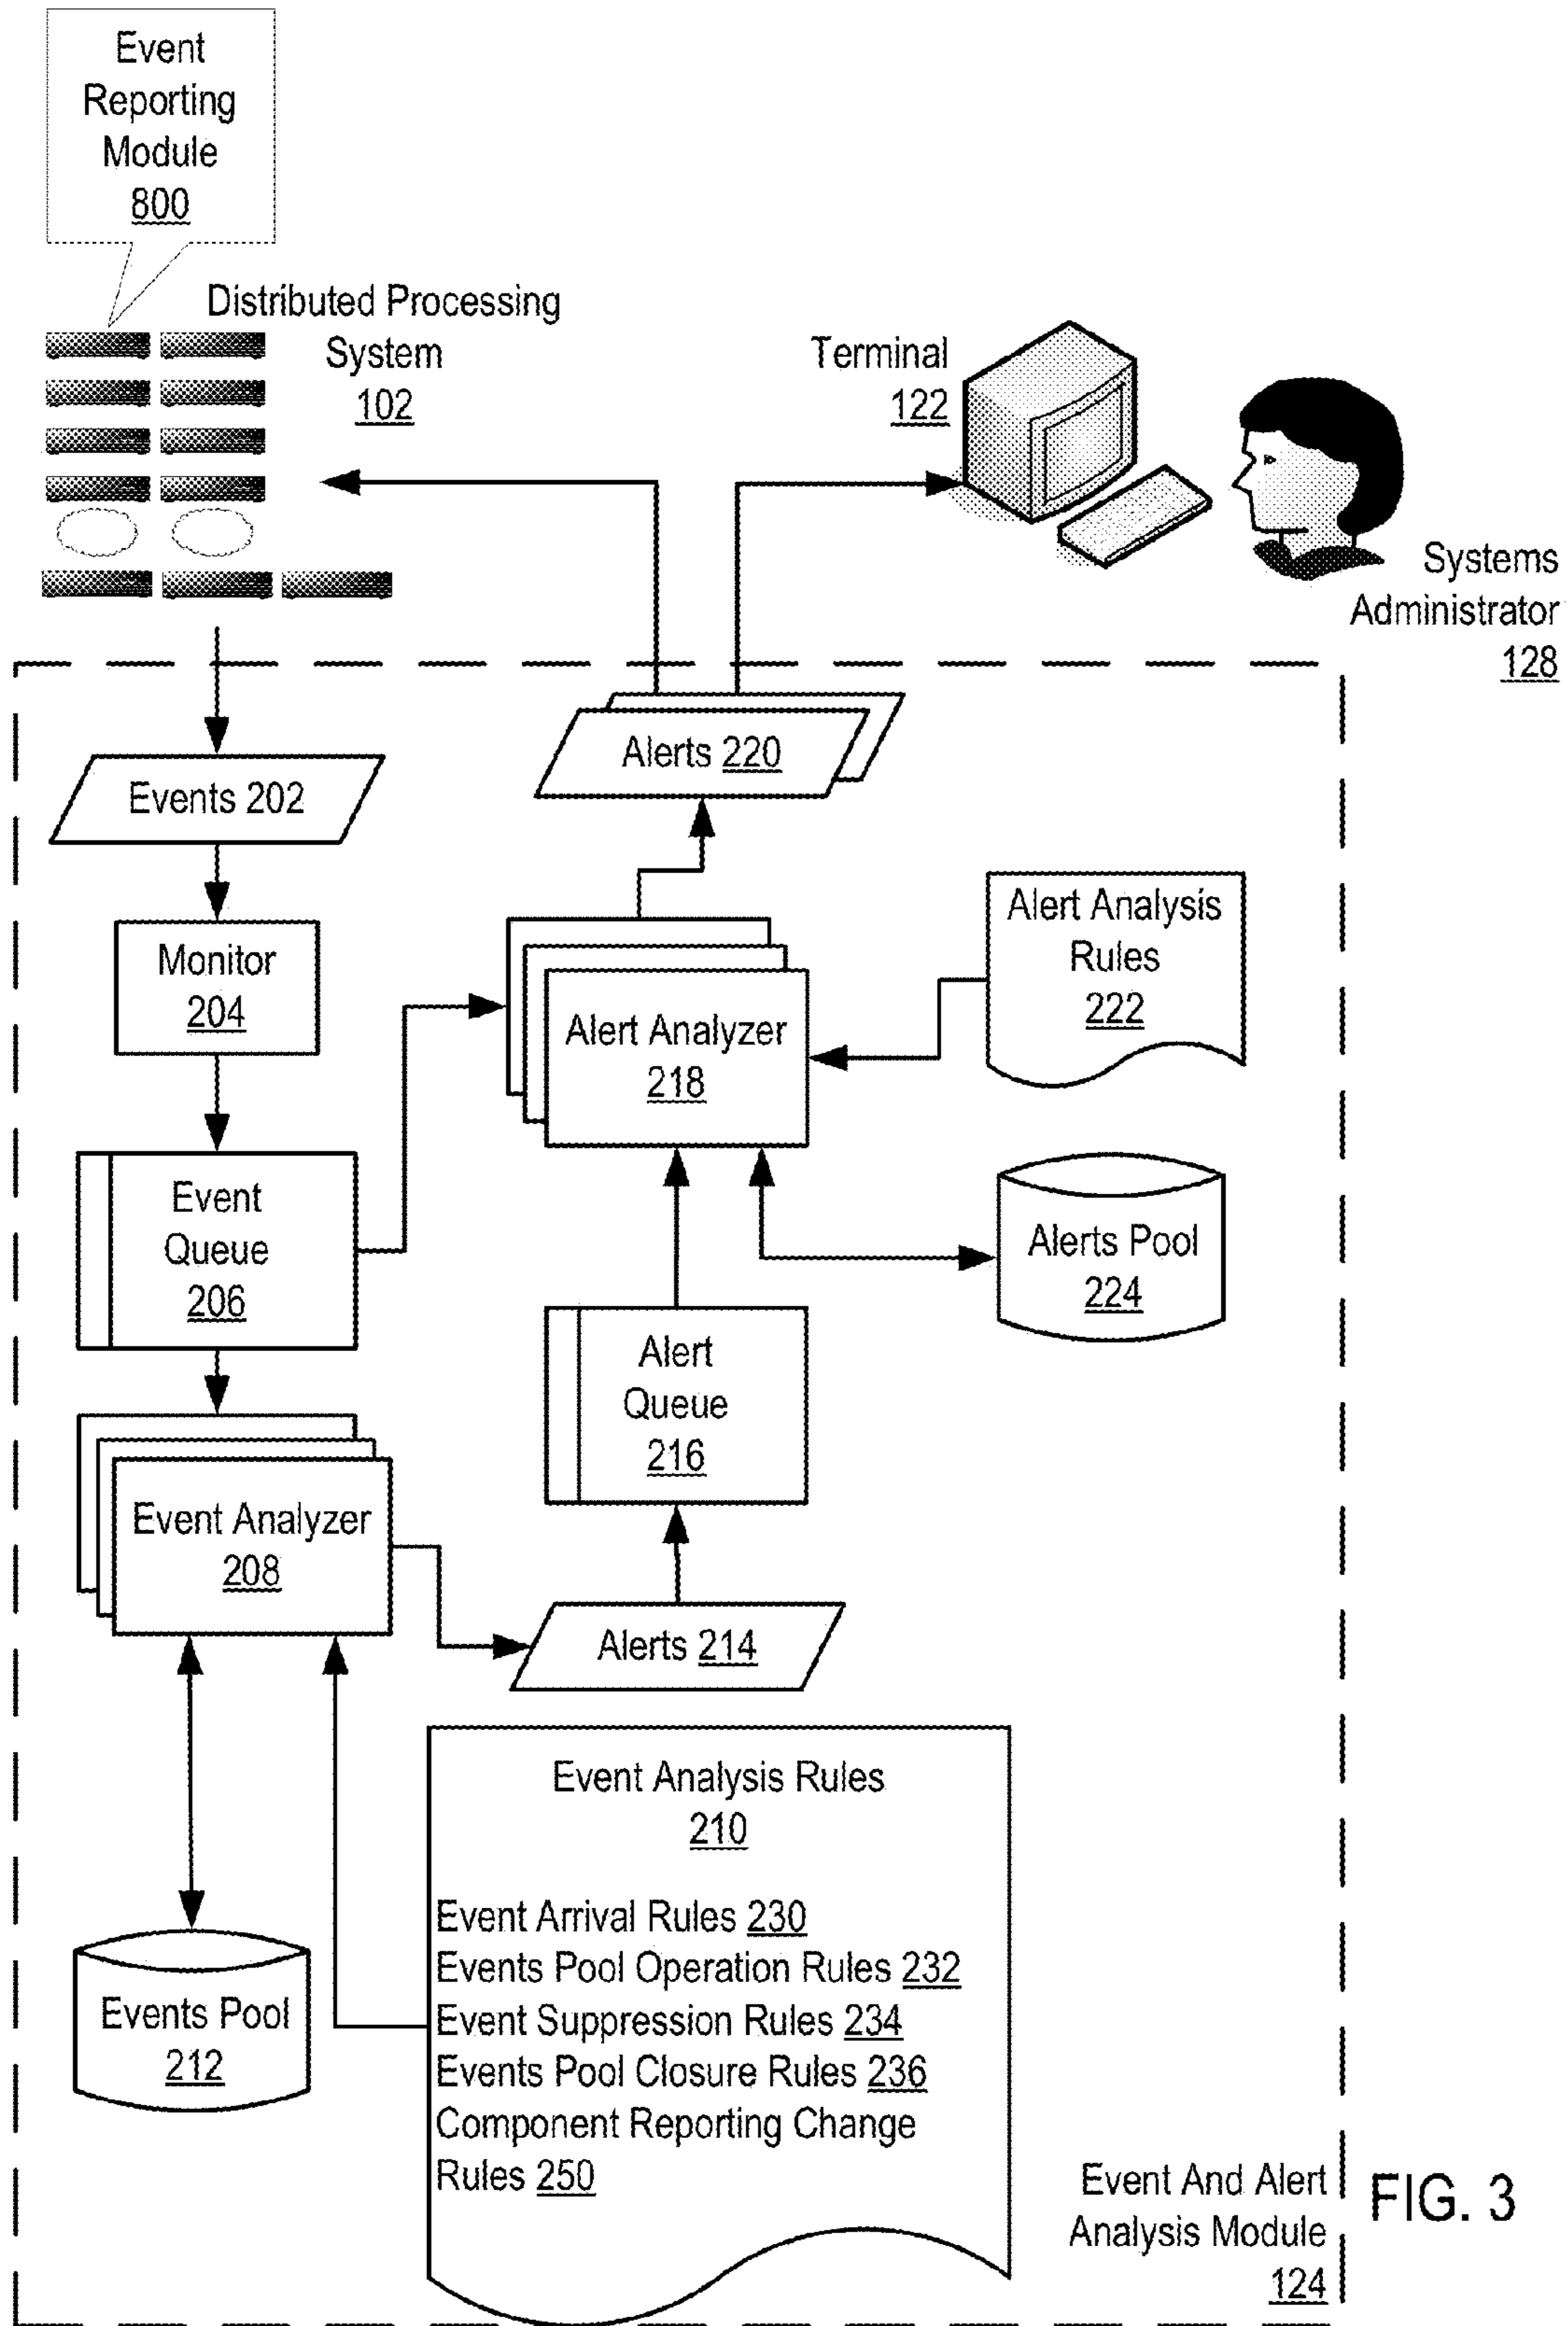 Event
Reporting
Module
800
Distributed Processing
System
102
Terminal
122
Systems
Administrator
128
Alerts 220
Events 202
Monitor
204
Alert Analysis
Rules
222
Alert Analyzer
218
Event
Queue
206
Alerts Pool
224
Alert
Queue
216
Event Analyzer
208
Alerts 214
Event Analysis Rules
210
Event Arrival Rules 230
Events Pool Operation Rules 232
Event Suppression Rules 234
Events Pool Closure Rules 236
Component Reporting Change
Rules 250
Events Pool
212
Event And Alert
Analysis Module
124
FIG. 3